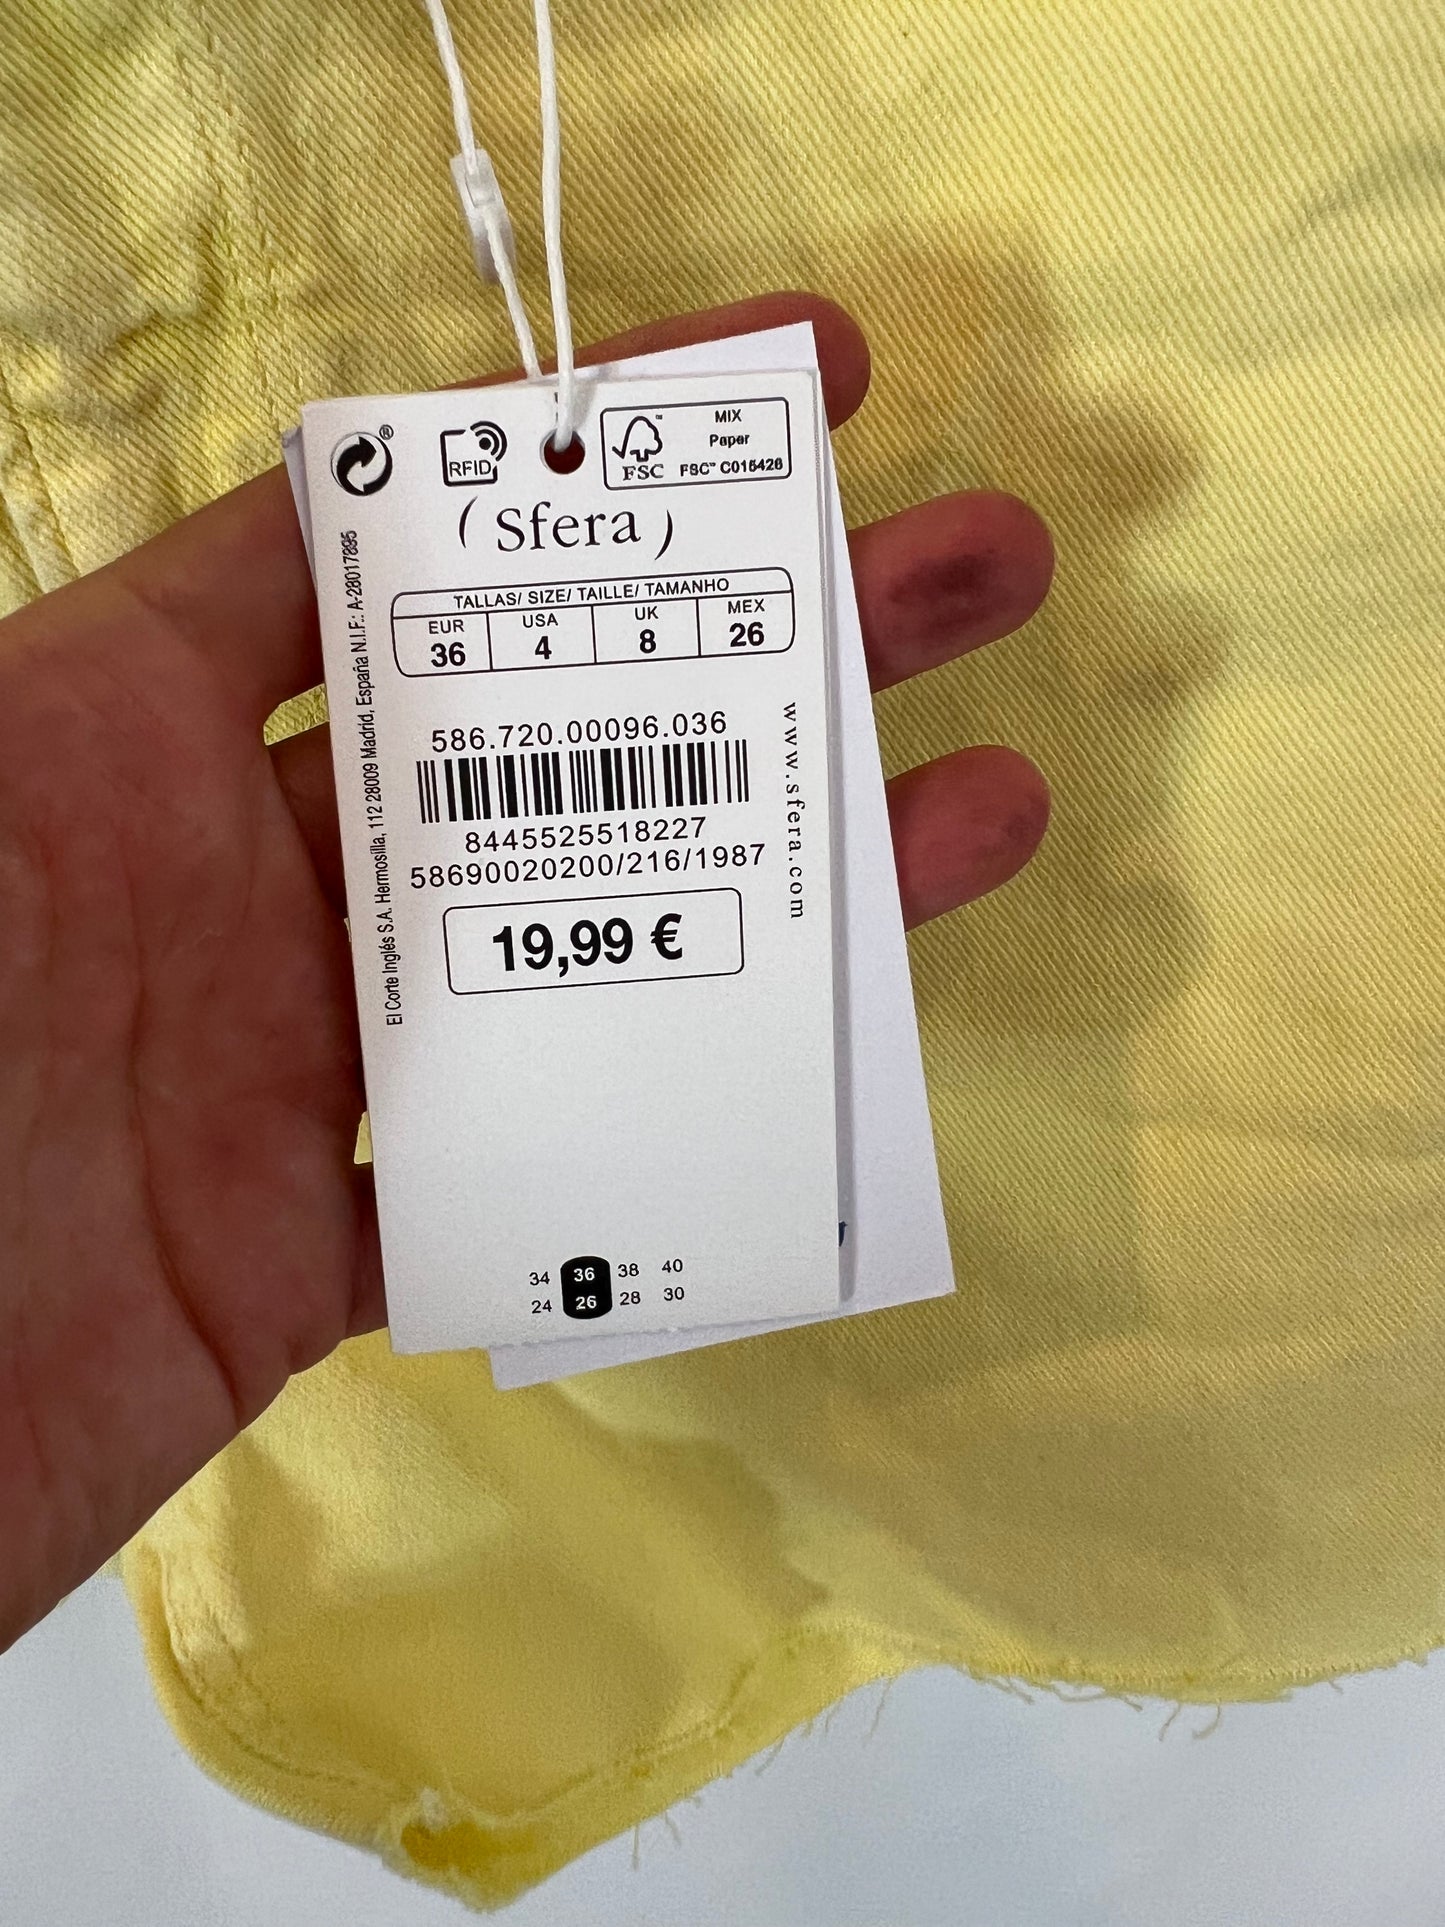 ®
RFID
FSC™
MIX
Paper
FSC™ C015426
(Sfera)
TALLAS/ SIZE/ TAILLE/ TAMANHO
EUR USA UK MEX
36 4 8 26
586.720.00096.036
8445525518227
58690020200/216/1987
19,99 €
www.sfera.com
El Corte Inglés S.A. Hermosilla, 112 28009 Madrid, España N.I.F.: A-28017895
34 36 38 40
24 26 28 30